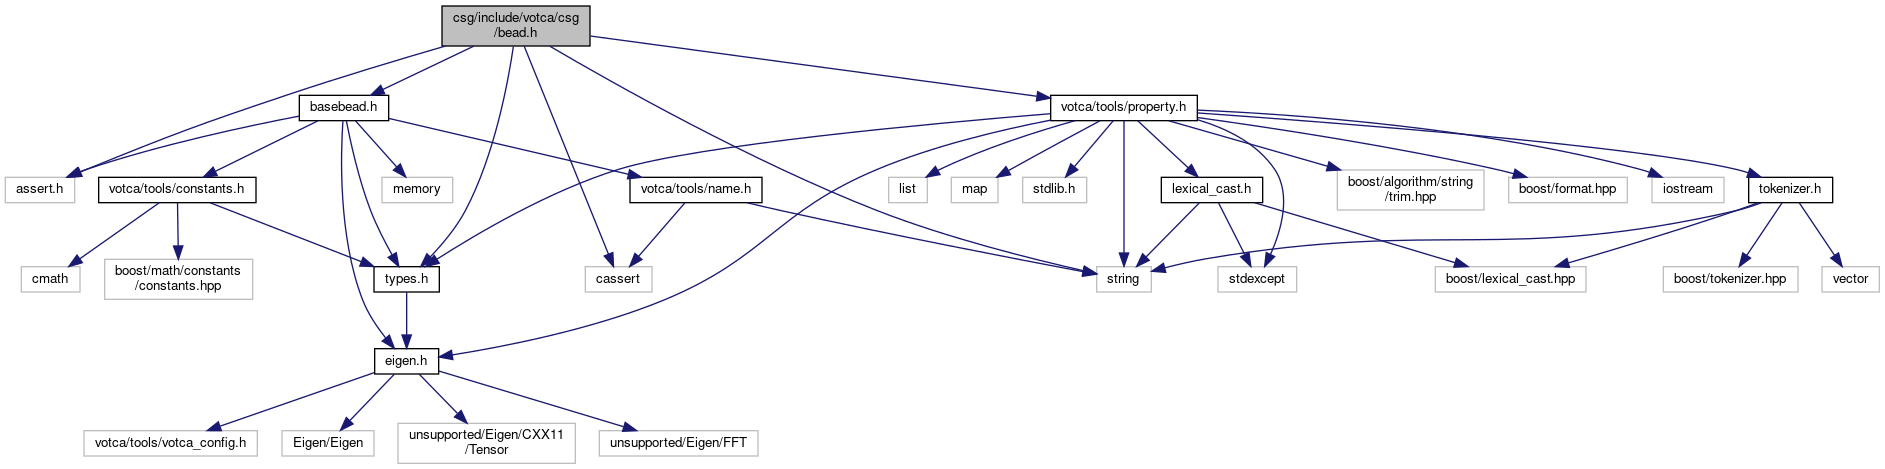 csg/include/votca/csg
/bead.h
basebead.h
votca/tools/property.h
assert.h
votca/tools/constants.h
memory
votca/tools/name.h
list
map
stdlib.h
lexical_cast.h
boost/algorithm/string
/trim.hpp
boost/format.hpp
iostream
tokenizer.h
cmath
boost/math/constants
/constants.hpp
types.h
cassert
string
stdexcept
boost/lexical_cast.hpp
boost/tokenizer.hpp
vector
eigen.h
votca/tools/votca_config.h
Eigen/Eigen
unsupported/Eigen/CXX11
/Tensor
unsupported/Eigen/FFT